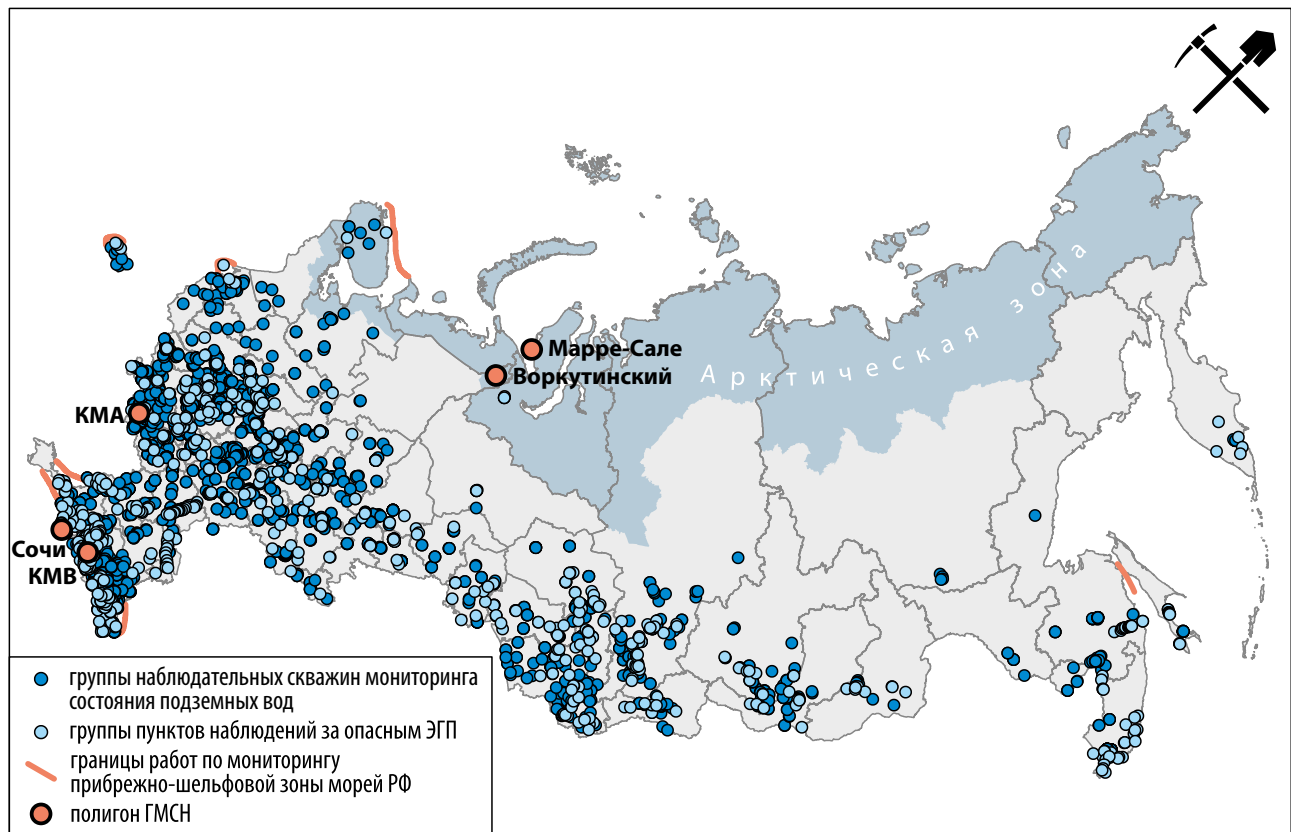 Арктическая зона
Марре-Сале
Воркутинский
КМА
Сочи
КМВ
группы наблюдательных скважин мониторинга
состояния подземных вод
группы пунктов наблюдений за опасным ЭГП
границы работ по мониторингу
прибрежно-шельфовой зоны морей РФ
полигон ГМСН